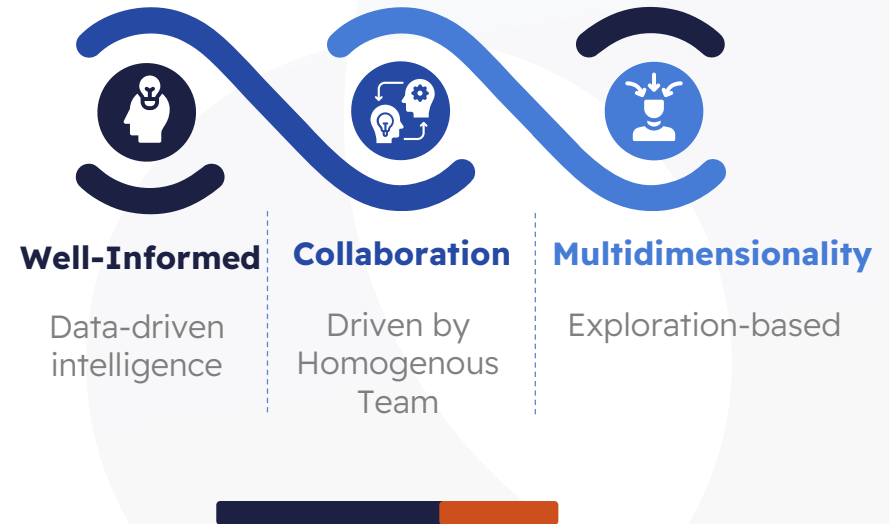 Well-Informed
Data-driven
intelligence
Collaboration
Driven by
Homogenous
Team
Multidimensionality
Exploration-based